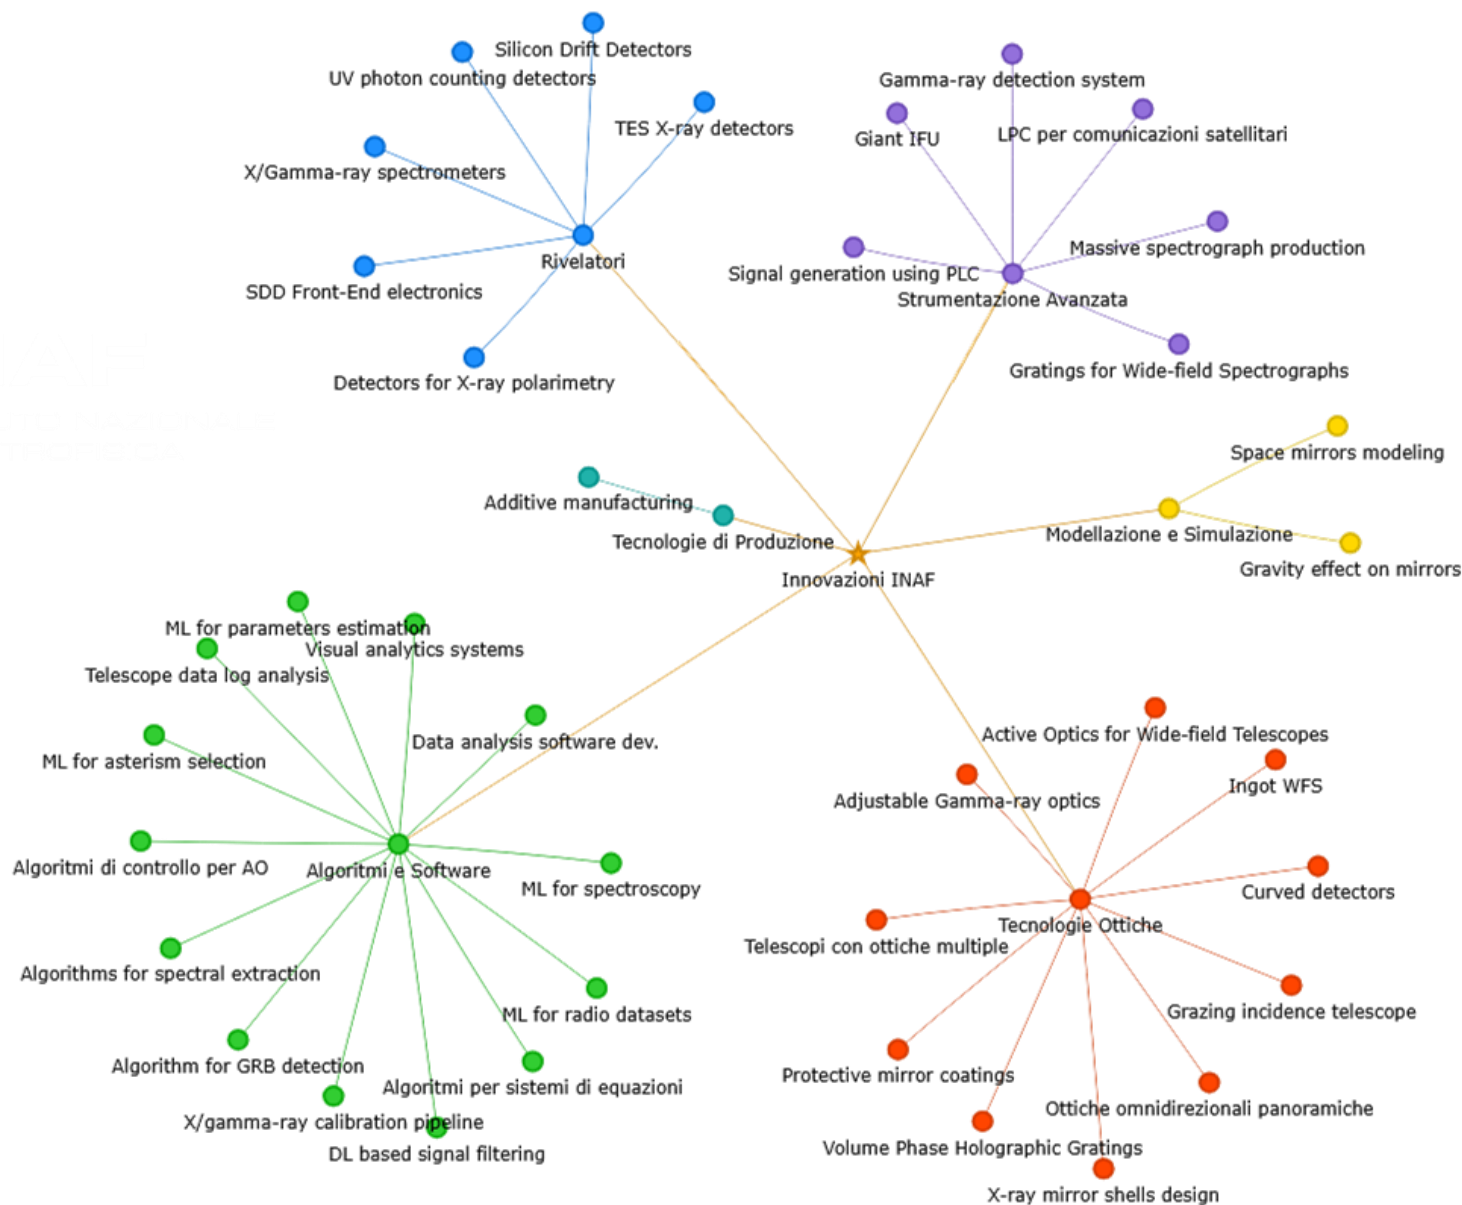 Silicon Drift Detectors
UV photon counting detectors
TES X-ray detectors
X/Gamma-ray spectrometers
Rivelatori
SDD Front-End electronics
Detectors for X-ray polarimetry
Gamma-ray detection system
Giant IFU
LPC per comunicazioni satellitari
Massive spectrograph production
Signal generation using PLC
Strumentazione Avanzata
Gratings for Wide-field Spectrographs
Space mirrors modeling
Modellazione e Simulazione
Gravity effect on mirrors
Additive manufacturing
Tecnologie di Produzione
Innovazioni INAF
ML for parameters estimation
Visual analytics systems
Telescope data log analysis
Data analysis software dev.
ML for asterism selection
Algoritmi di controllo per AO
Algoritmi e Software
ML for spectroscopy
Algorithms for spectral extraction
ML for radio datasets
Algorithm for GRB detection
Algoritmi per sistemi di equazioni
X/gamma-ray calibration pipeline
DL based signal filtering
Active Optics for Wide-field Telescopes
Ingot WFS
Adjustable Gamma-ray optics
Curved detectors
Tecnologie Ottiche
Telescopi con ottiche multiple
Grazing incidence telescope
Protective mirror coatings
Ottiche omnidirezionali panoramiche
Volume Phase Holographic Gratings
X-ray mirror shells design